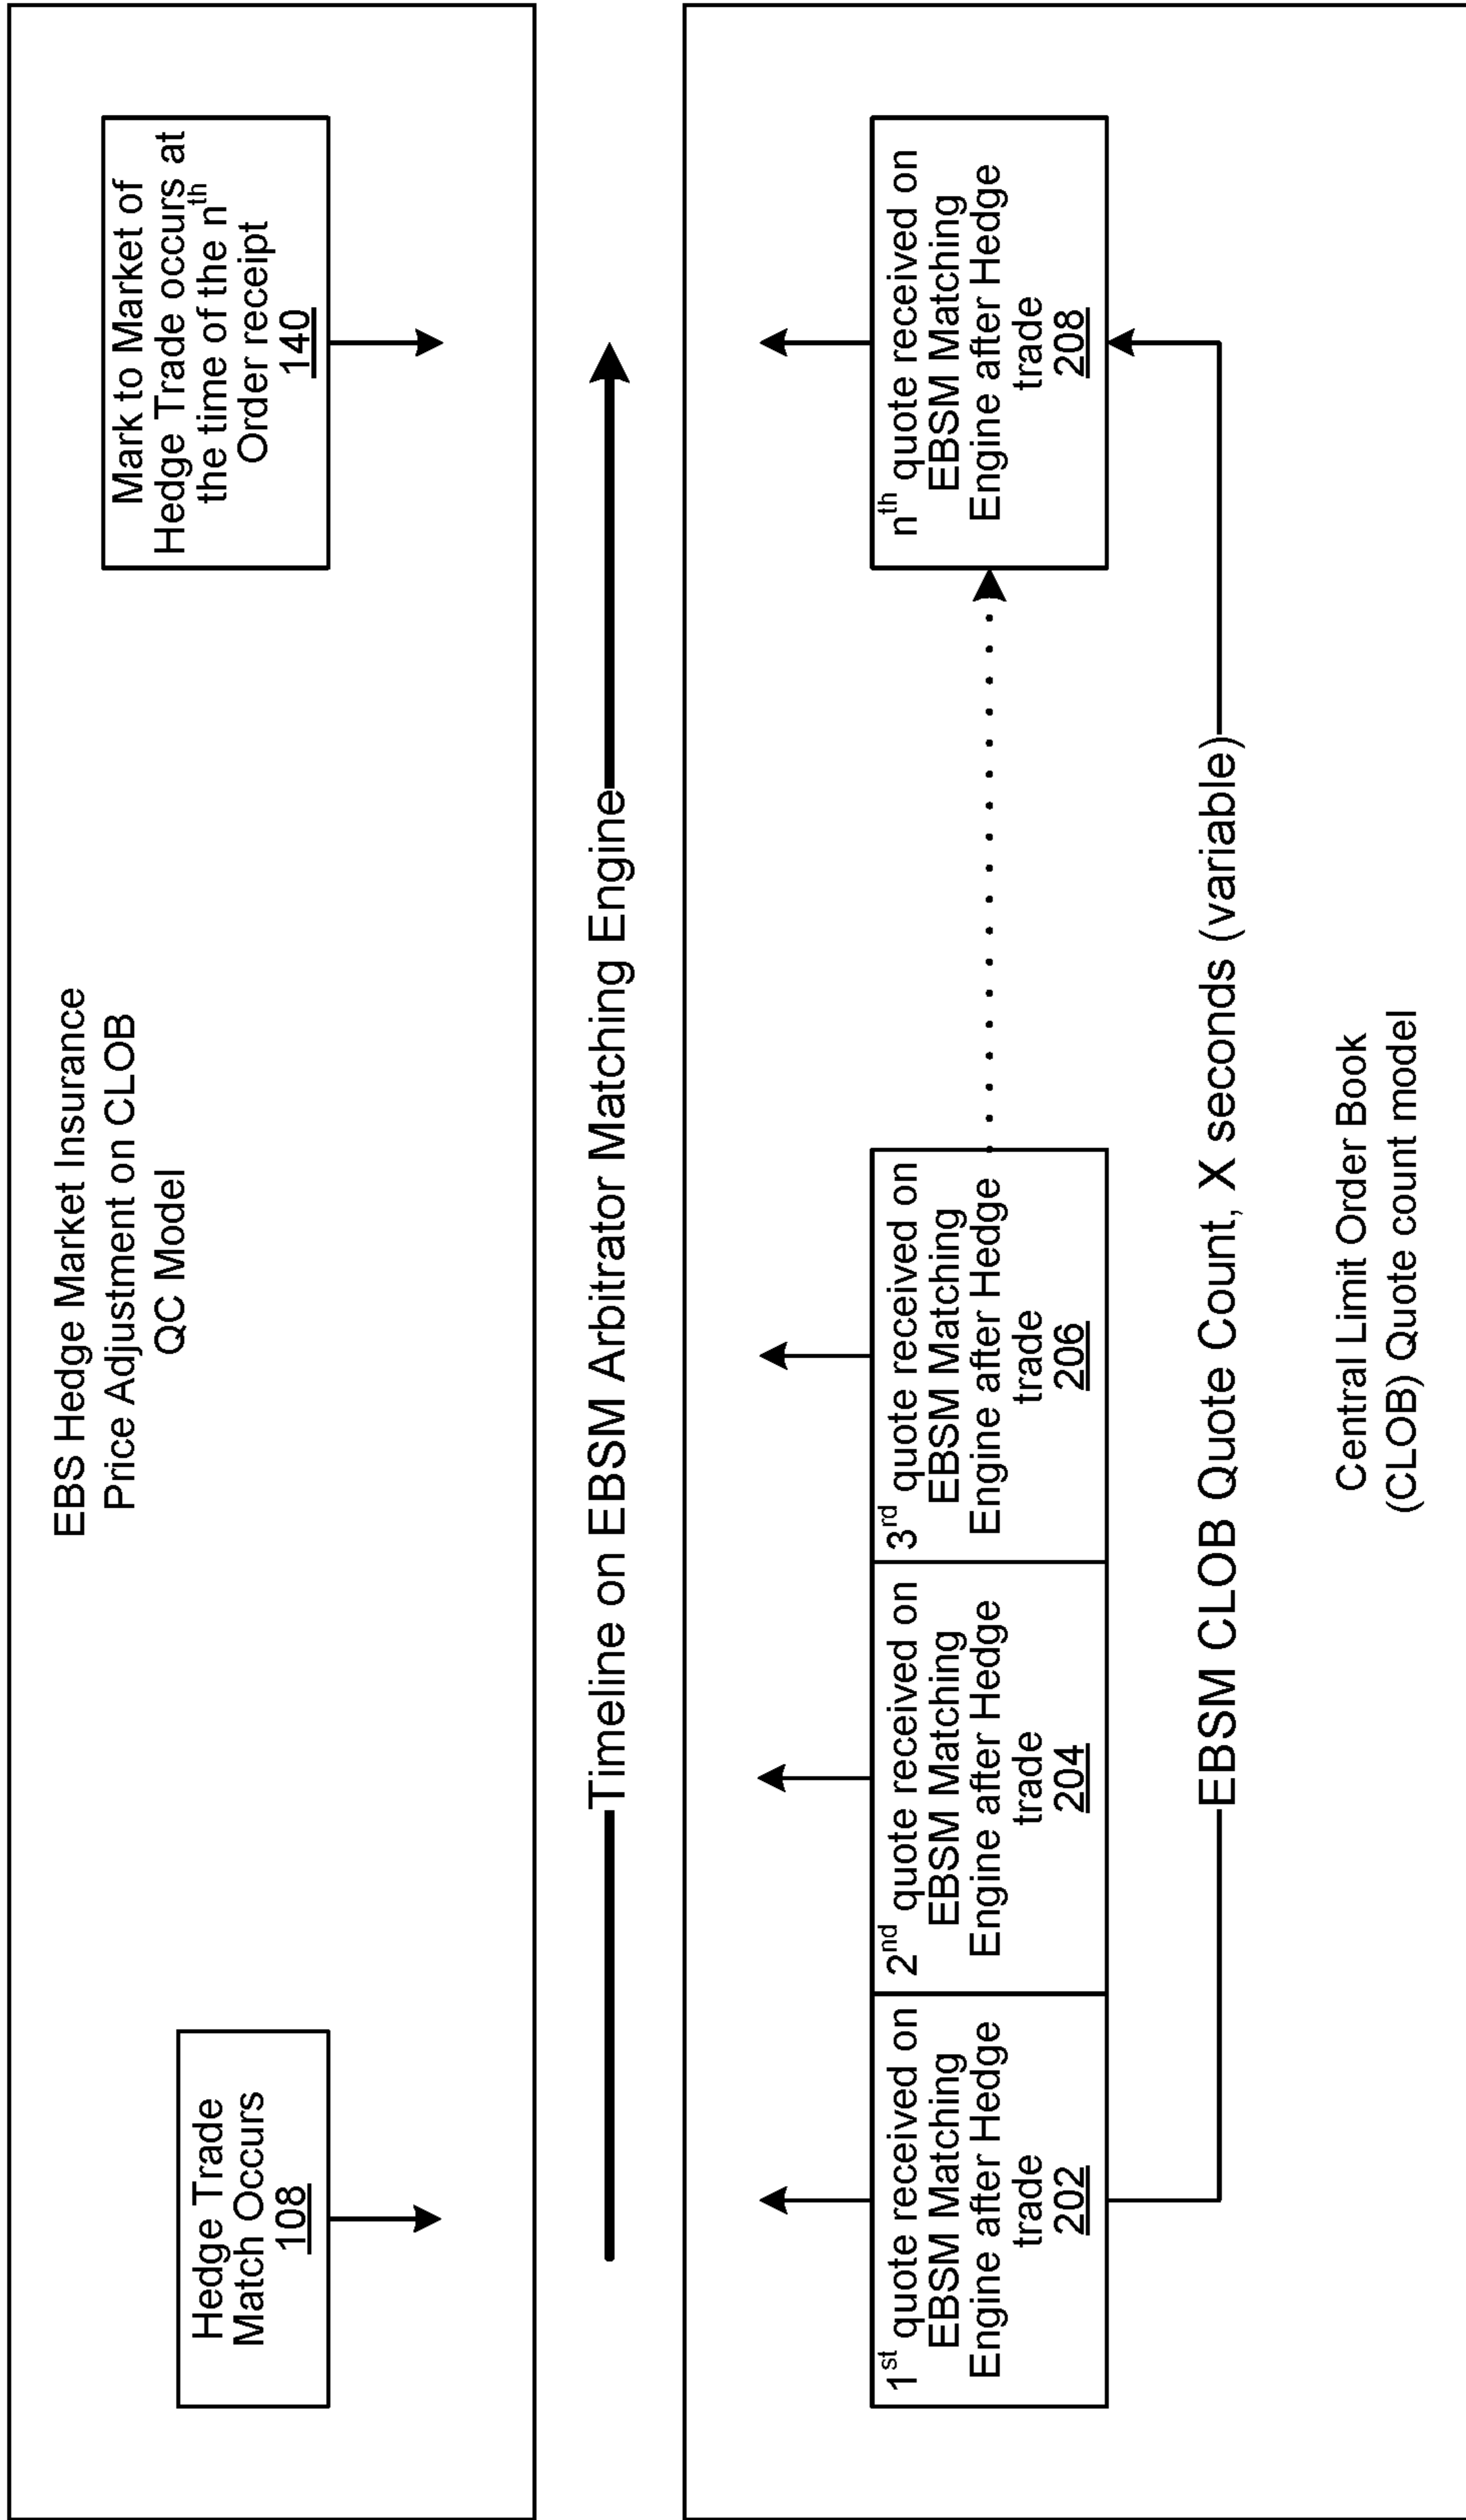 EBS Hedge Market Insurance
Price Adjustment on CLOB
QC Model
Hedge Trade
Match Occurs
108
Mark to Market of
Hedge Trade occurs at
the time of the nth
Order receipt
140
Timeline on EBSM Arbitrator Matching Engine
1st quote received on
EBSM Matching
Engine after Hedge
trade
202
2nd quote received on
EBSM Matching
Engine after Hedge
trade
204
3rd quote received on
EBSM Matching
Engine after Hedge
trade
206
nth quote received on
EBSM Matching
Engine after Hedge
trade
208
EBSM CLOB Quote Count, X seconds (variable)
Central Limit Order Book
(CLOB) Quote count model